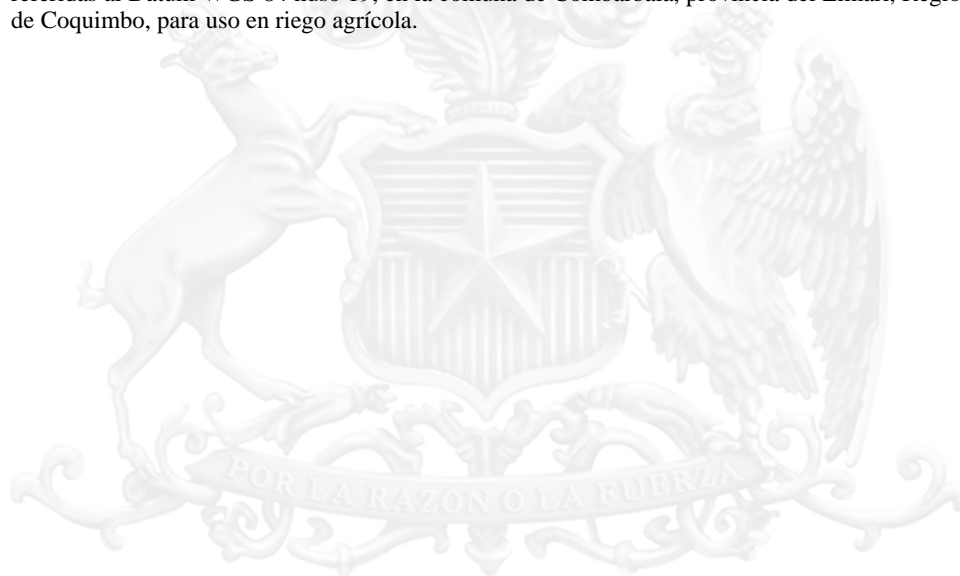 referidas al Datum WGS 84 huso 19, en la comuna de Combarbalá, provincia del Limarí,
de Coquimbo, para uso en riego agrícola.
POR LA RAZON O LA FUERZA